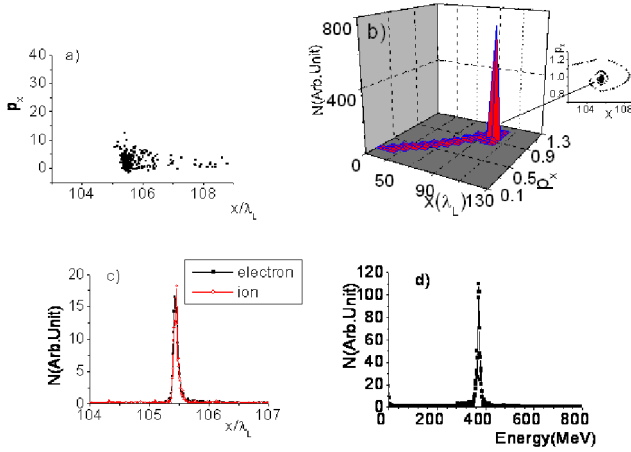 a)
40
30
20
10
0
pₓ
104
106
108
x/λ_L
b)
800
400
0
N(Arb.Unit)
50
90
130
x(λ_L)
0.1
0.5
0.9
1.3
pₓ
pₓ
1.2
1.0
0.8
104
108
x
c)
electron
ion
20
15
10
5
0
N(Arb.Unit)
104
105
106
107
x/λ_L
d)
120
100
80
60
40
20
0
N(Arb.Unit)
0
200
400
600
800
Energy(MeV)